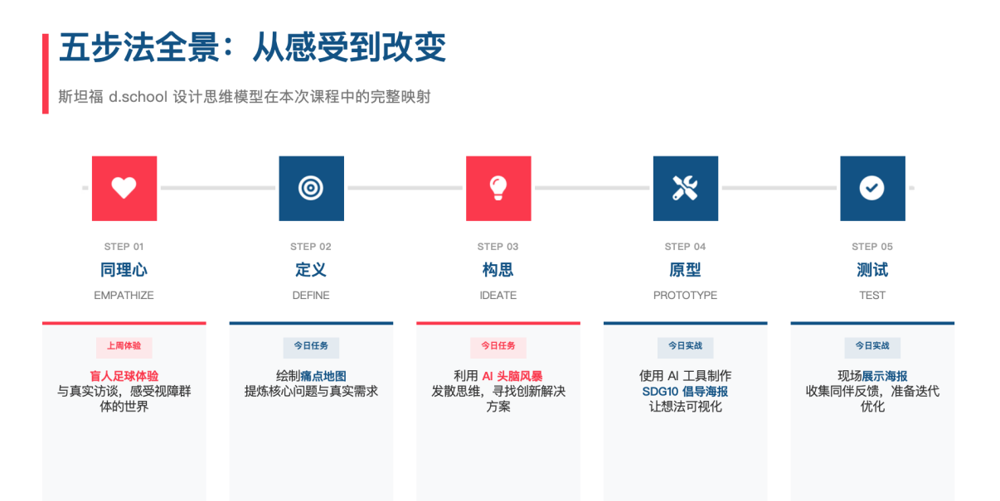 五步法全景：从感受到改变
斯坦福 d.school 设计思维模型在本次课程中的完整映射
STEP 01
同理心
EMPATHIZE
上周体验
盲人足球体验
与真实访谈，感受视障群
体的世界
STEP 02
定义
DEFINE
今日任务
绘制痛点地图
提炼核心问题与真实需求
STEP 03
构思
IDEATE
今日任务
利用 AI 头脑风暴
发散思维，寻找创新解决
方案
STEP 04
原型
PROTOTYPE
今日实战
使用 AI 工具制作
SDG10 倡导海报
让想法可视化
STEP 05
测试
TEST
今日实战
现场展示海报
收集同伴反馈，准备迭代
优化